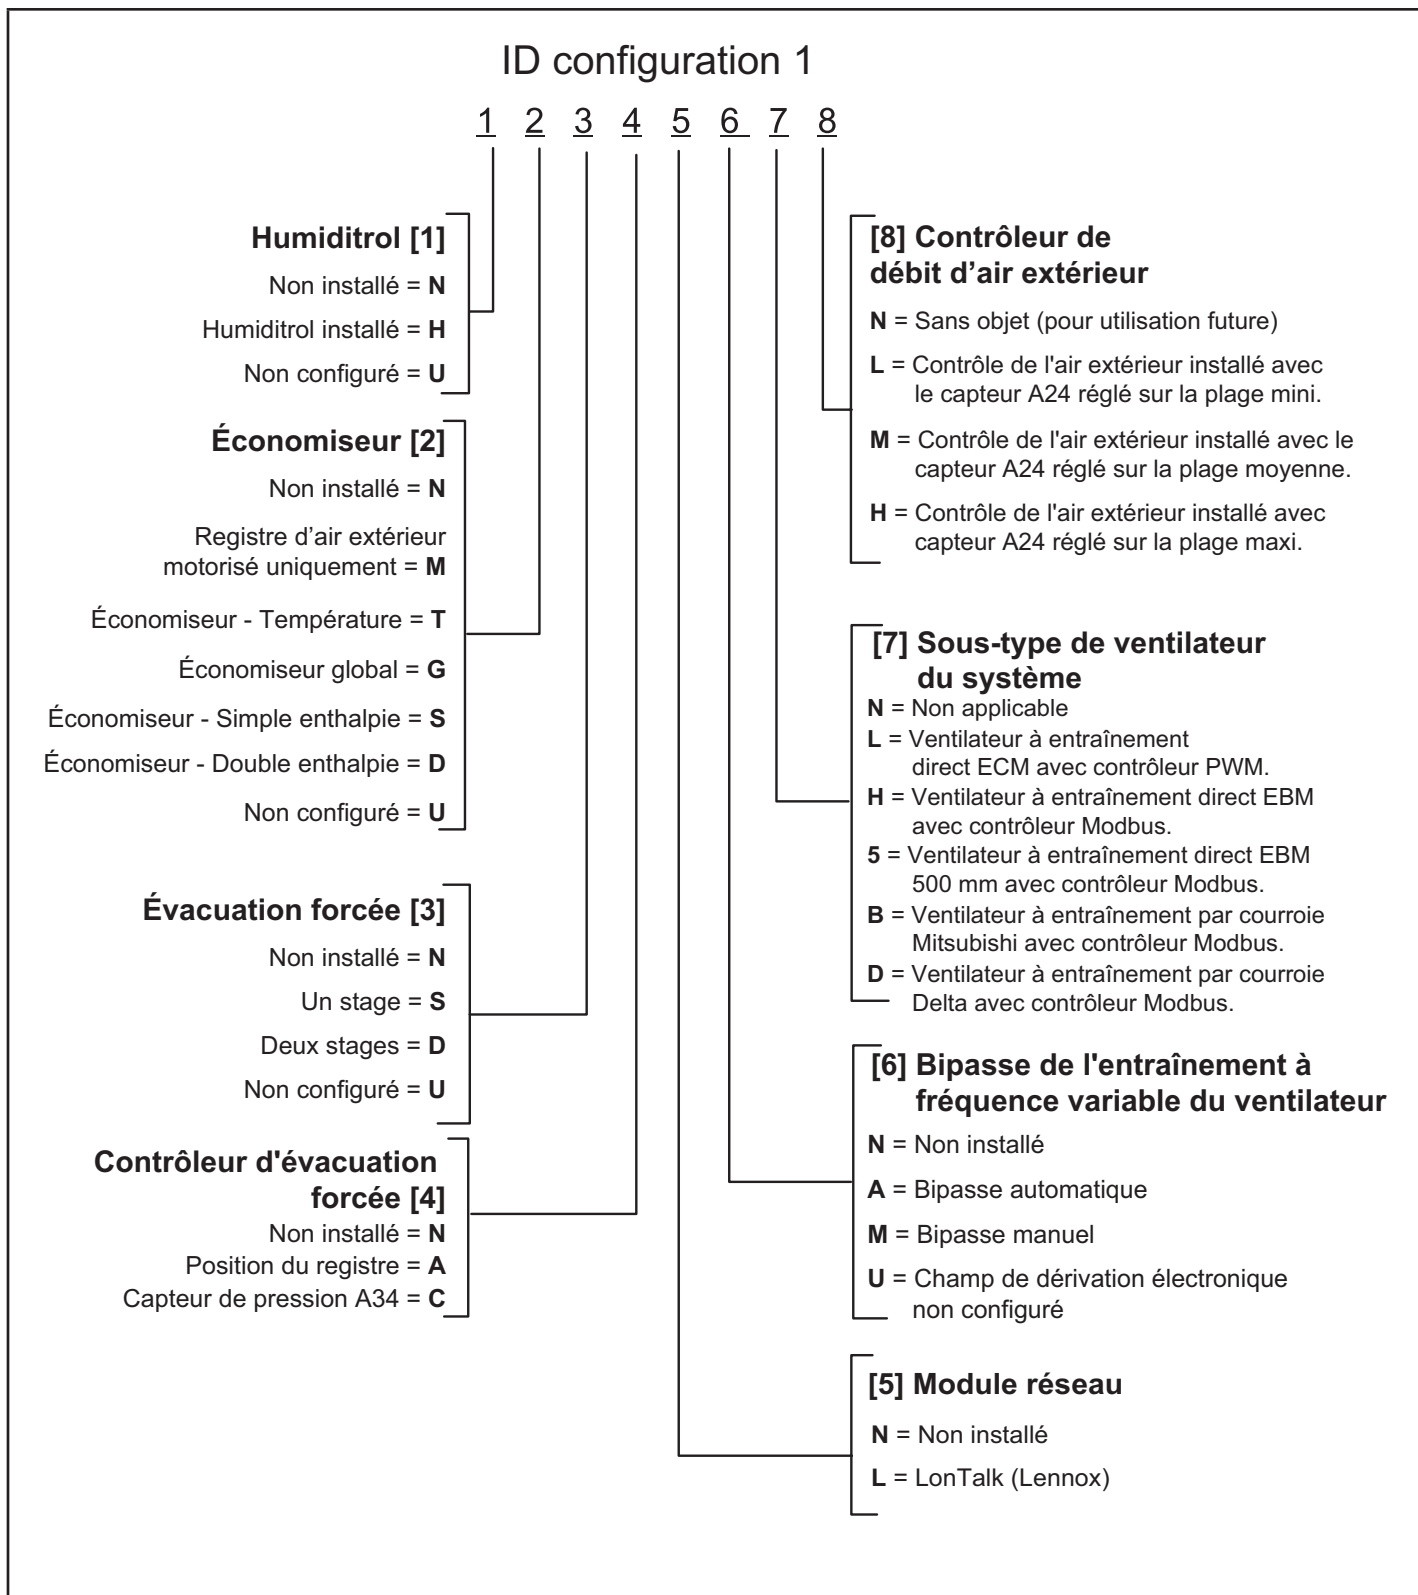 ID configuration 1
1 2 3 4 5 6 7 8
Humiditrol [1]
Non installé = N
Humiditrol installé = H
Non configuré = U
Économiseur [2]
Non installé = N
Registre d’air extérieur
motorisé uniquement = M
Économiseur - Température = T
Économiseur global = G
Économiseur - Simple enthalpie = S
Économiseur - Double enthalpie = D
Non configuré = U
Évacuation forcée [3]
Non installé = N
Un stage = S
Deux stages = D
Non configuré = U
Contrôleur d'évacuation
forcée [4]
Non installé = N
Position du registre = A
Capteur de pression A34 = C
[8] Contrôleur de
débit d’air extérieur
N = Sans objet (pour utilisation future)
L = Contrôle de l'air extérieur installé avec
le capteur A24 réglé sur la plage mini.
M = Contrôle de l'air extérieur installé avec le
capteur A24 réglé sur la plage moyenne.
H = Contrôle de l'air extérieur installé avec
capteur A24 réglé sur la plage maxi.
[7] Sous-type de ventilateur
du système
N = Non applicable
L = Ventilateur à entraînement
direct ECM avec contrôleur PWM.
H = Ventilateur à entraînement direct EBM
avec contrôleur Modbus.
5 = Ventilateur à entraînement direct EBM
500 mm avec contrôleur Modbus.
B = Ventilateur à entraînement par courroie
Mitsubishi avec contrôleur Modbus.
D = Ventilateur à entraînement par courroie
Delta avec contrôleur Modbus.
[6] Bipasse de l'entraînement à
fréquence variable du ventilateur
N = Non installé
A = Bipasse automatique
M = Bipasse manuel
U = Champ de dérivation électronique
non configuré
[5] Module réseau
N = Non installé
L = LonTalk (Lennox)